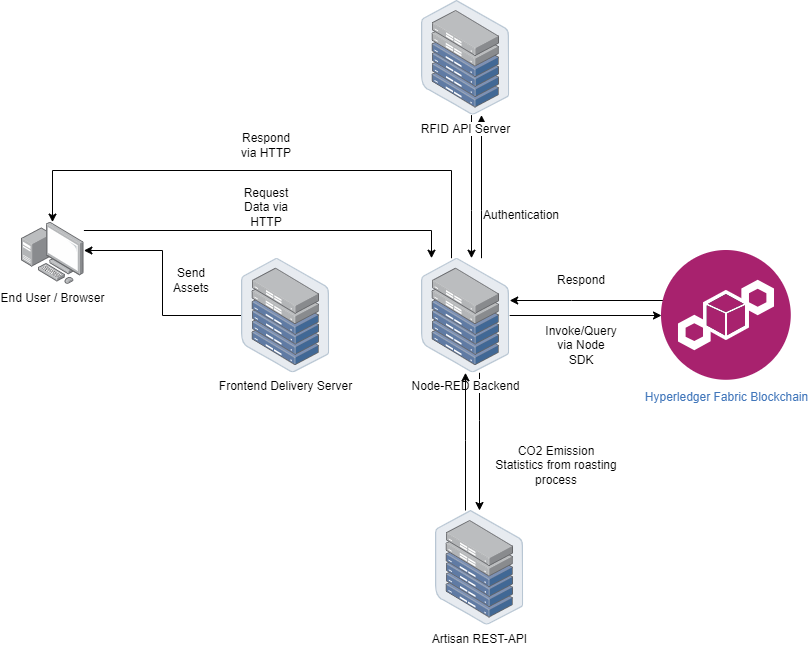 RFID API Server
Respond
via HTTP
Request
Data via
HTTP
Authentication
End User / Browser
Send
Assets
Respond
Invoke/Query
via Node
SDK
Frontend Delivery Server
Node-RED Backend
Hyperledger Fabric Blockchain
CO2 Emission
Statistics from roasting
process
Artisan REST-API